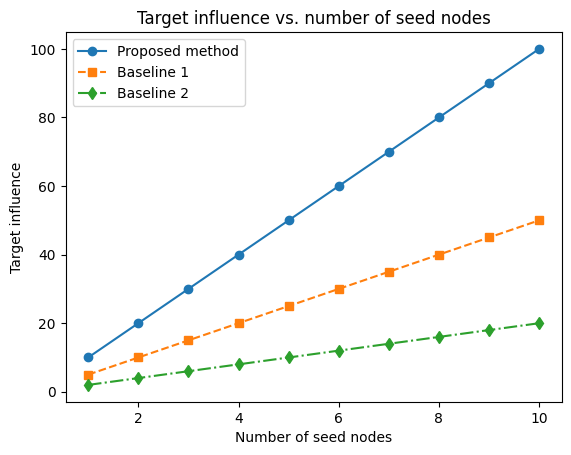 Target influence vs. number of seed nodes
Proposed method
Baseline 1
Baseline 2
Target influence
100
80
60
40
20
0
2
4
6
8
10
Number of seed nodes